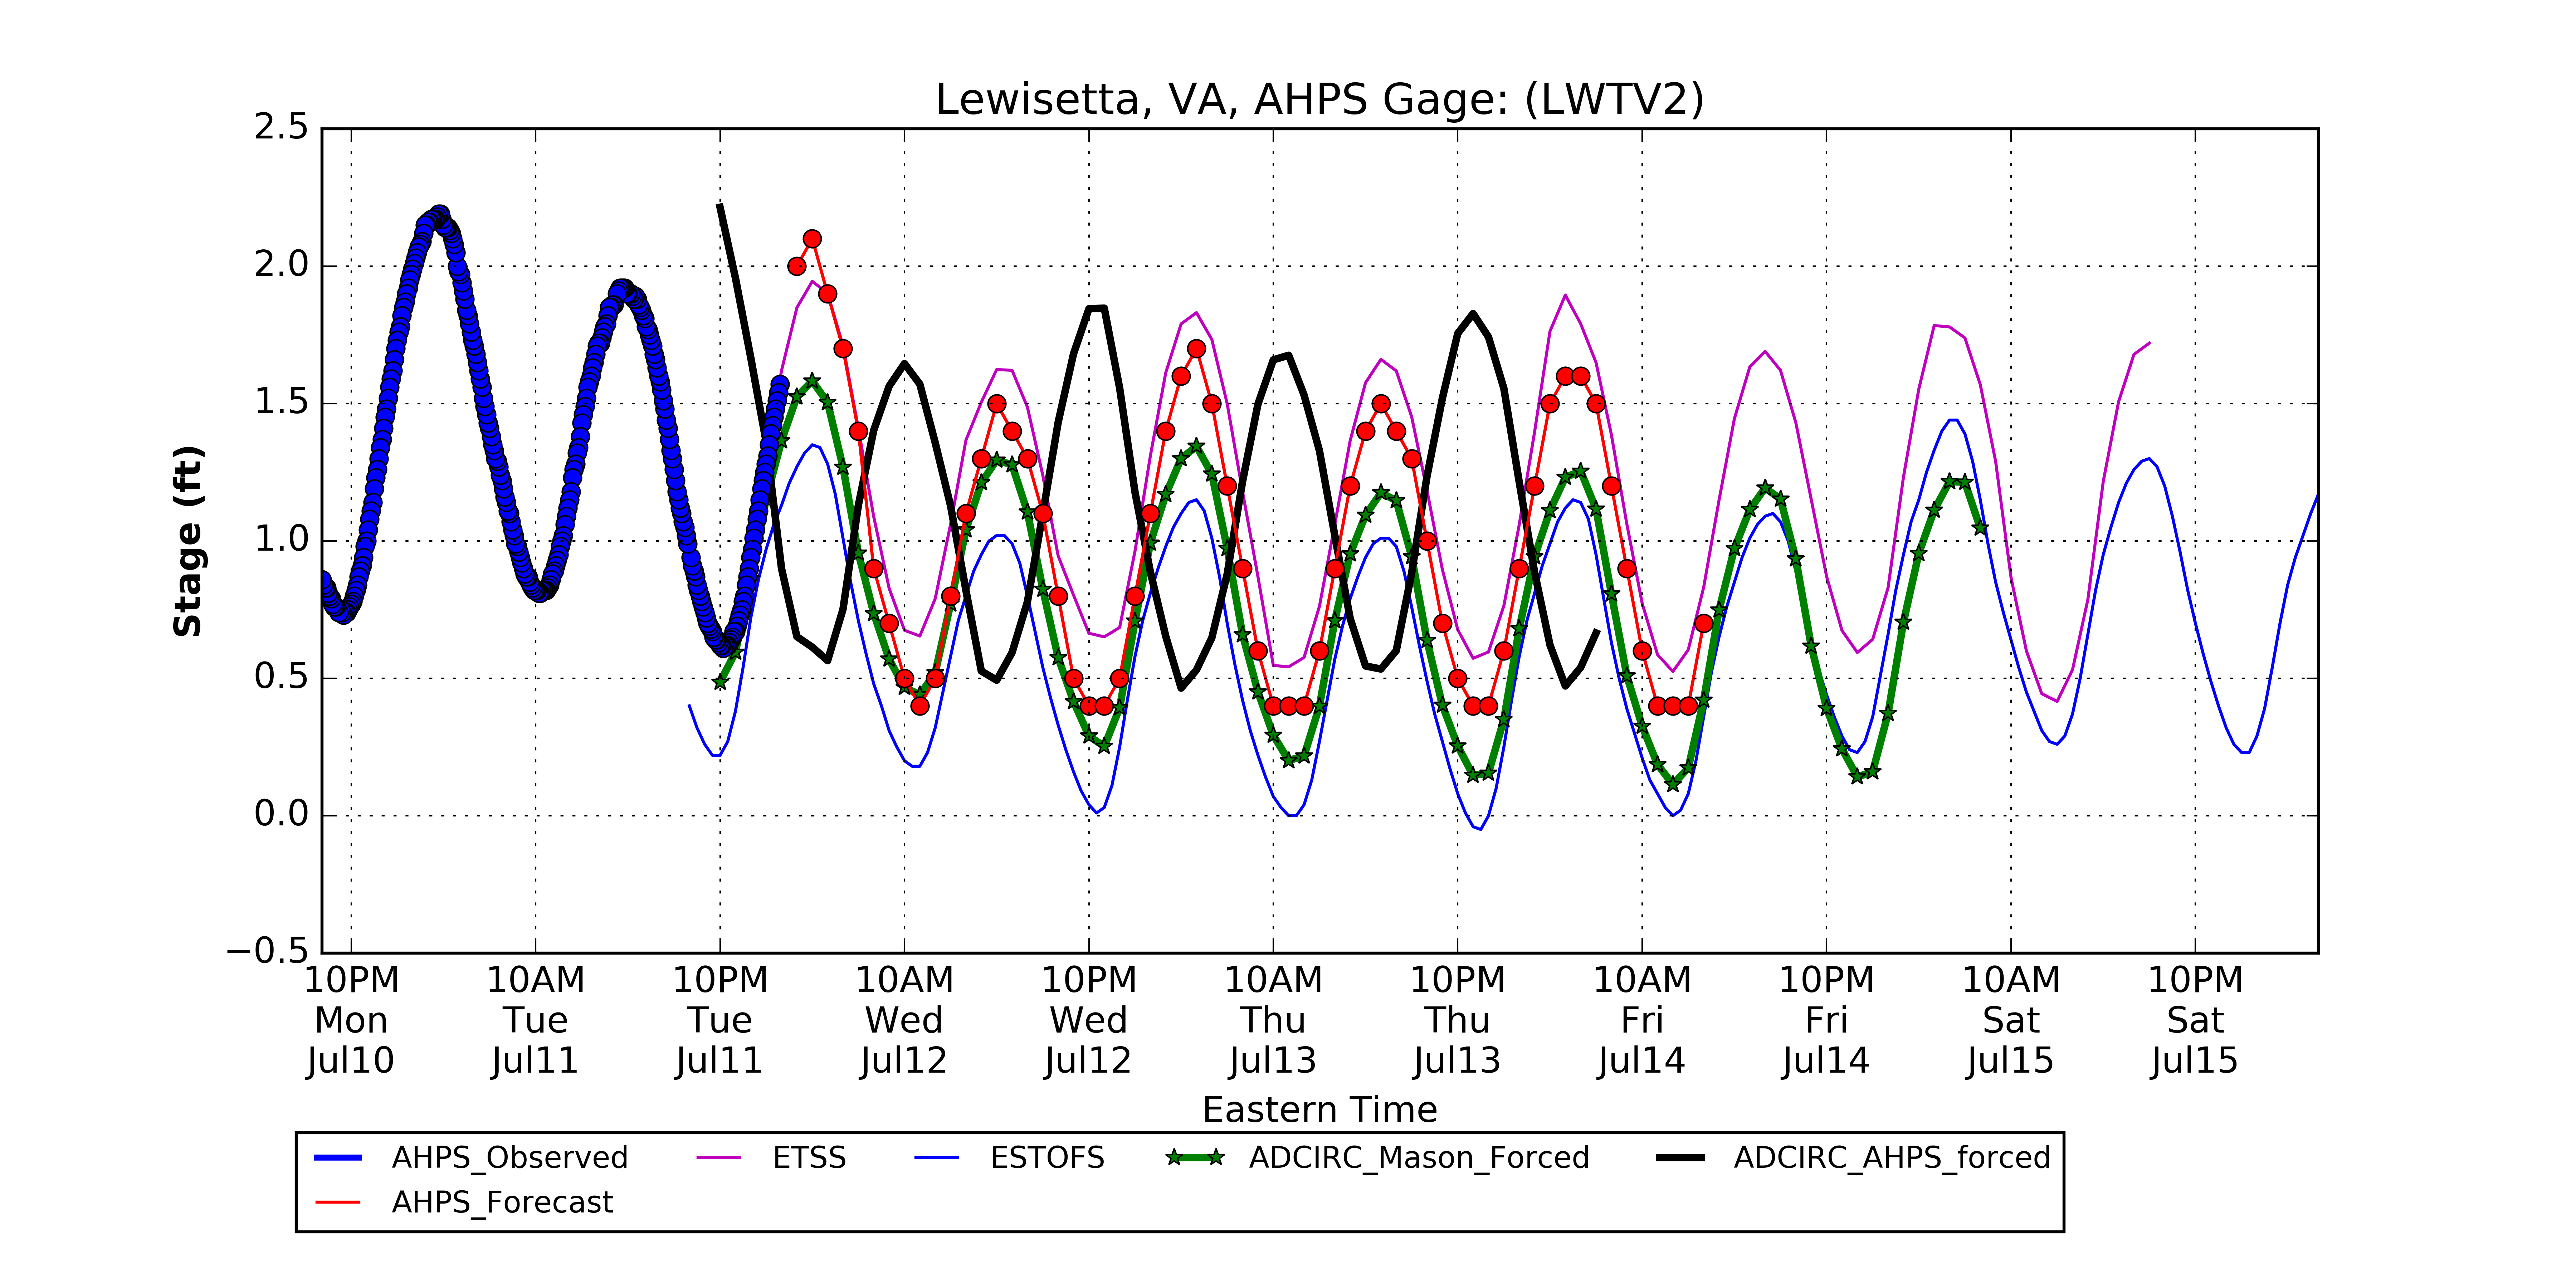 Lewisetta, VA, AHPS Gage: (LWTV2)
2.5
2.0
1.5
1.0
0.5
0.0
−0.5
Stage (ft)
10PM 10AM 10PM 10AM 10PM 10AM 10PM 10AM 10PM 10AM 10PM
Mon Tue Tue Wed Wed Thu Thu Fri Fri Sat Sat
Jul10 Jul11 Jul11 Jul12 Jul12 Jul13 Jul13 Jul14 Jul14 Jul15 Jul15
Eastern Time
AHPS_Observed ETSS ESTOFS ADCIRC_Mason_Forced ADCIRC_AHPS_forced
AHPS_Forecast